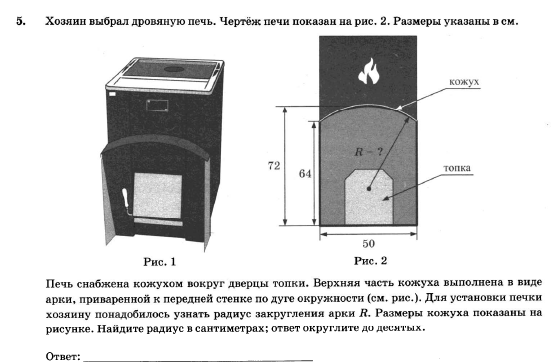 5. Хозяин выбрал дровяную печь. Чертёж печи показан на рис. 2. Размеры указаны в см.
кожух
R – ?
72
64
топка
50
Рис. 1
Рис. 2
Печь снабжена кожухом вокруг дверцы топки. Верхняя часть кожуха выполнена в виде
арки, приваренной к передней стенке по дуге окружности (см. рис.). Для установки печки
хозяину понадобилось узнать радиус закругления арки R. Размеры кожуха показаны на
рисунке. Найдите радиус в сантиметрах; ответ округлите до десятых.
Ответ: